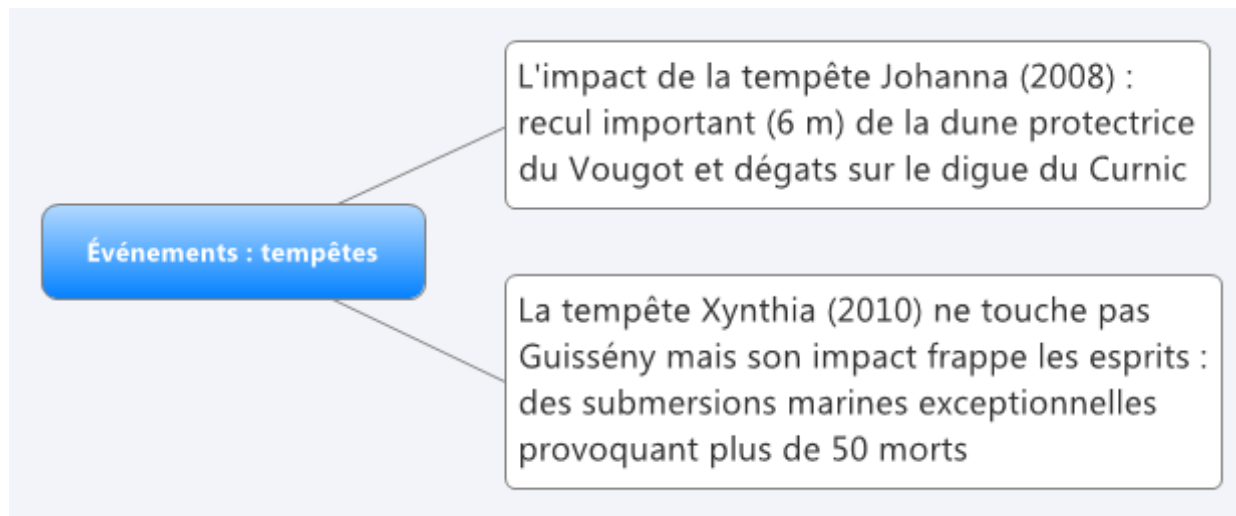 L'impact de la tempête Johanna (2008) :
recul important (6 m) de la dune protectrice
du Vougot et dégats sur le digue du Curnic
Événements : tempêtes
La tempête Xynthia (2010) ne touche pas
Guissény mais son impact frappe les esprits :
des submersions marines exceptionnelles
provoquant plus de 50 morts